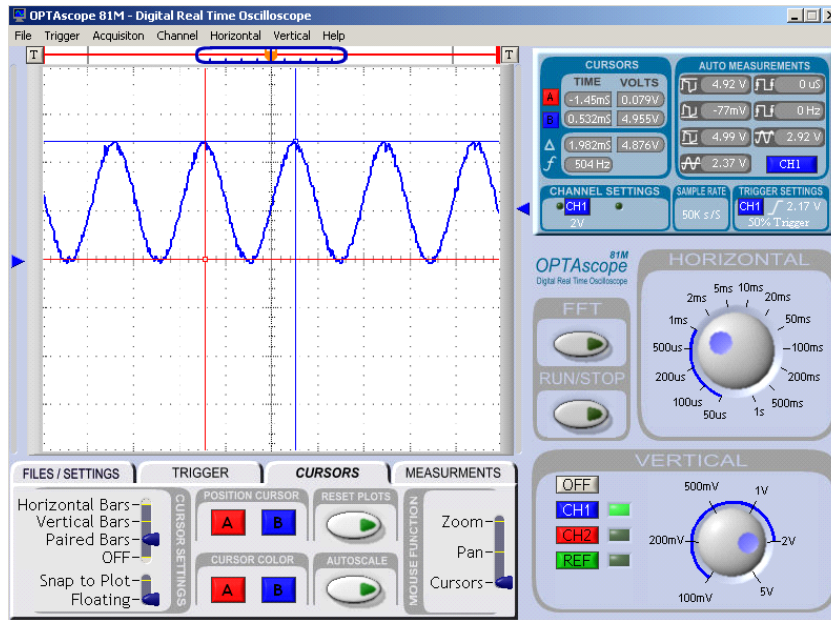 OPTAscope 81M - Digital Real Time Oscilloscope
File Trigger Acquisiton Channel Horizontal Vertical Help
T T
CURSORS
TIME VOLTS
A -1.45mS 0.079V
B 0.532mS 4.955V
Δ 1.982mS 4.876V
f 504 Hz
AUTO MEASUREMENTS
4.92 V 0 uS
-77mV 0 Hz
4.99 V 2.92 V
2.37 V CH1
CHANNEL SETTINGS
CH1
2V
SAMPLE RATE
50K s/S
TRIGGER SETTINGS
CH1 2.17 V
50% Trigger
81M
OPTAscope
Digital Real Time Oscilloscope
FFT
RUN/STOP
HORIZONTAL
5ms 10ms
2ms 20ms
1ms 50ms
500us 100ms
200us 200ms
100us 500ms
50us 1s
FILES / SETTINGS TRIGGER CURSORS MEASURMENTS
Horizontal Bars
Vertical Bars
Paired Bars
OFF
Snap to Plot
Floating
CURSOR SETTINGS
POSITION CURSOR
A B
CURSOR COLOR
A B
RESET PLOTS
AUTOSCALE
MOUSE FUNCTION
Zoom
Pan
Cursors
VERTICAL
OFF
CH1
CH2
REF
500mV 1V
200mV 2V
100mV 5V